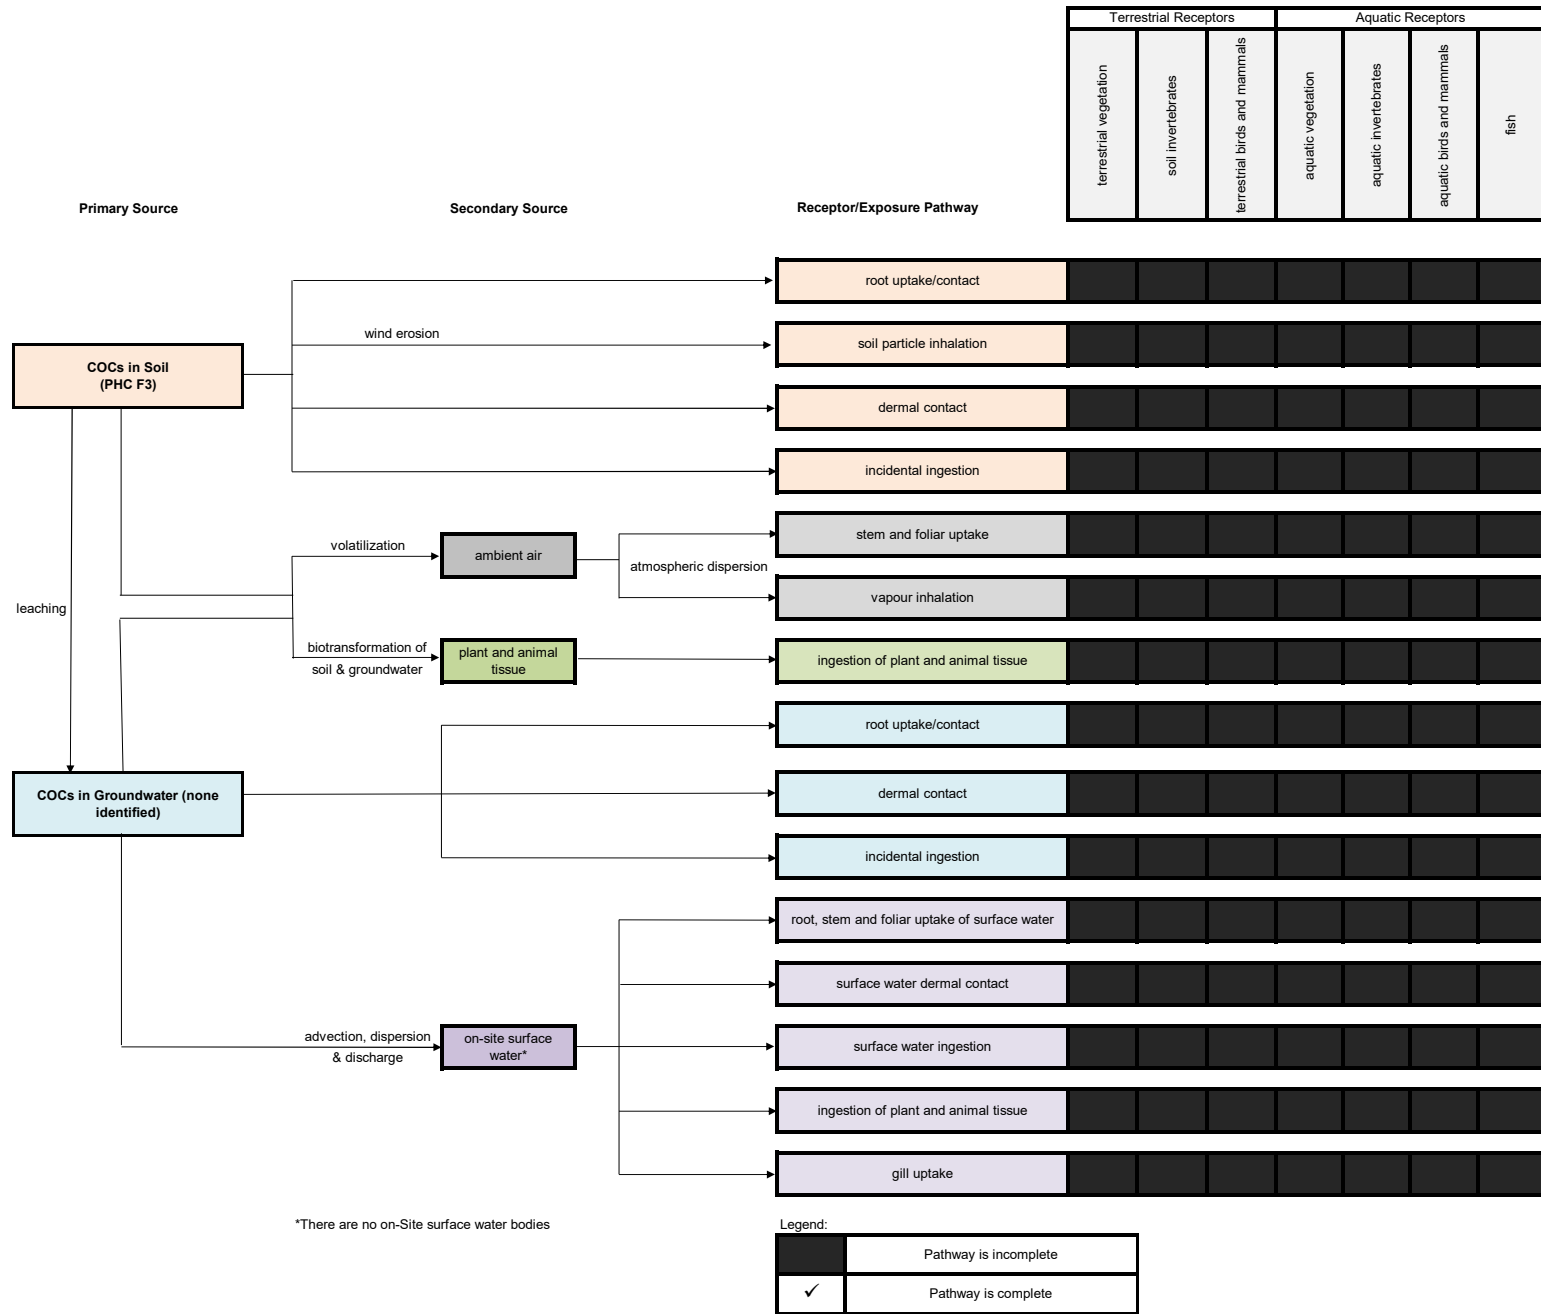 Terrestrial Receptors
Aquatic Receptors
terrestrial vegetation
soil invertebrates
terrestrial birds and mammals
aquatic vegetation
aquatic invertebrates
aquatic birds and mammals
fish
Primary Source
Secondary Source
Receptor/Exposure Pathway
root uptake/contact
wind erosion
soil particle inhalation
COCs in Soil
(PHC F3)
dermal contact
incidental ingestion
stem and foliar uptake
volatilization
ambient air
atmospheric dispersion
vapour inhalation
leaching
biotransformation of
soil & groundwater
plant and animal
tissue
ingestion of plant and animal tissue
root uptake/contact
COCs in Groundwater (none
identified)
dermal contact
incidental ingestion
root, stem and foliar uptake of surface water
surface water dermal contact
advection, dispersion
& discharge
on-site surface
water*
surface water ingestion
ingestion of plant and animal tissue
gill uptake
*There are no on-Site surface water bodies
Legend:
Pathway is incomplete
✓ Pathway is complete